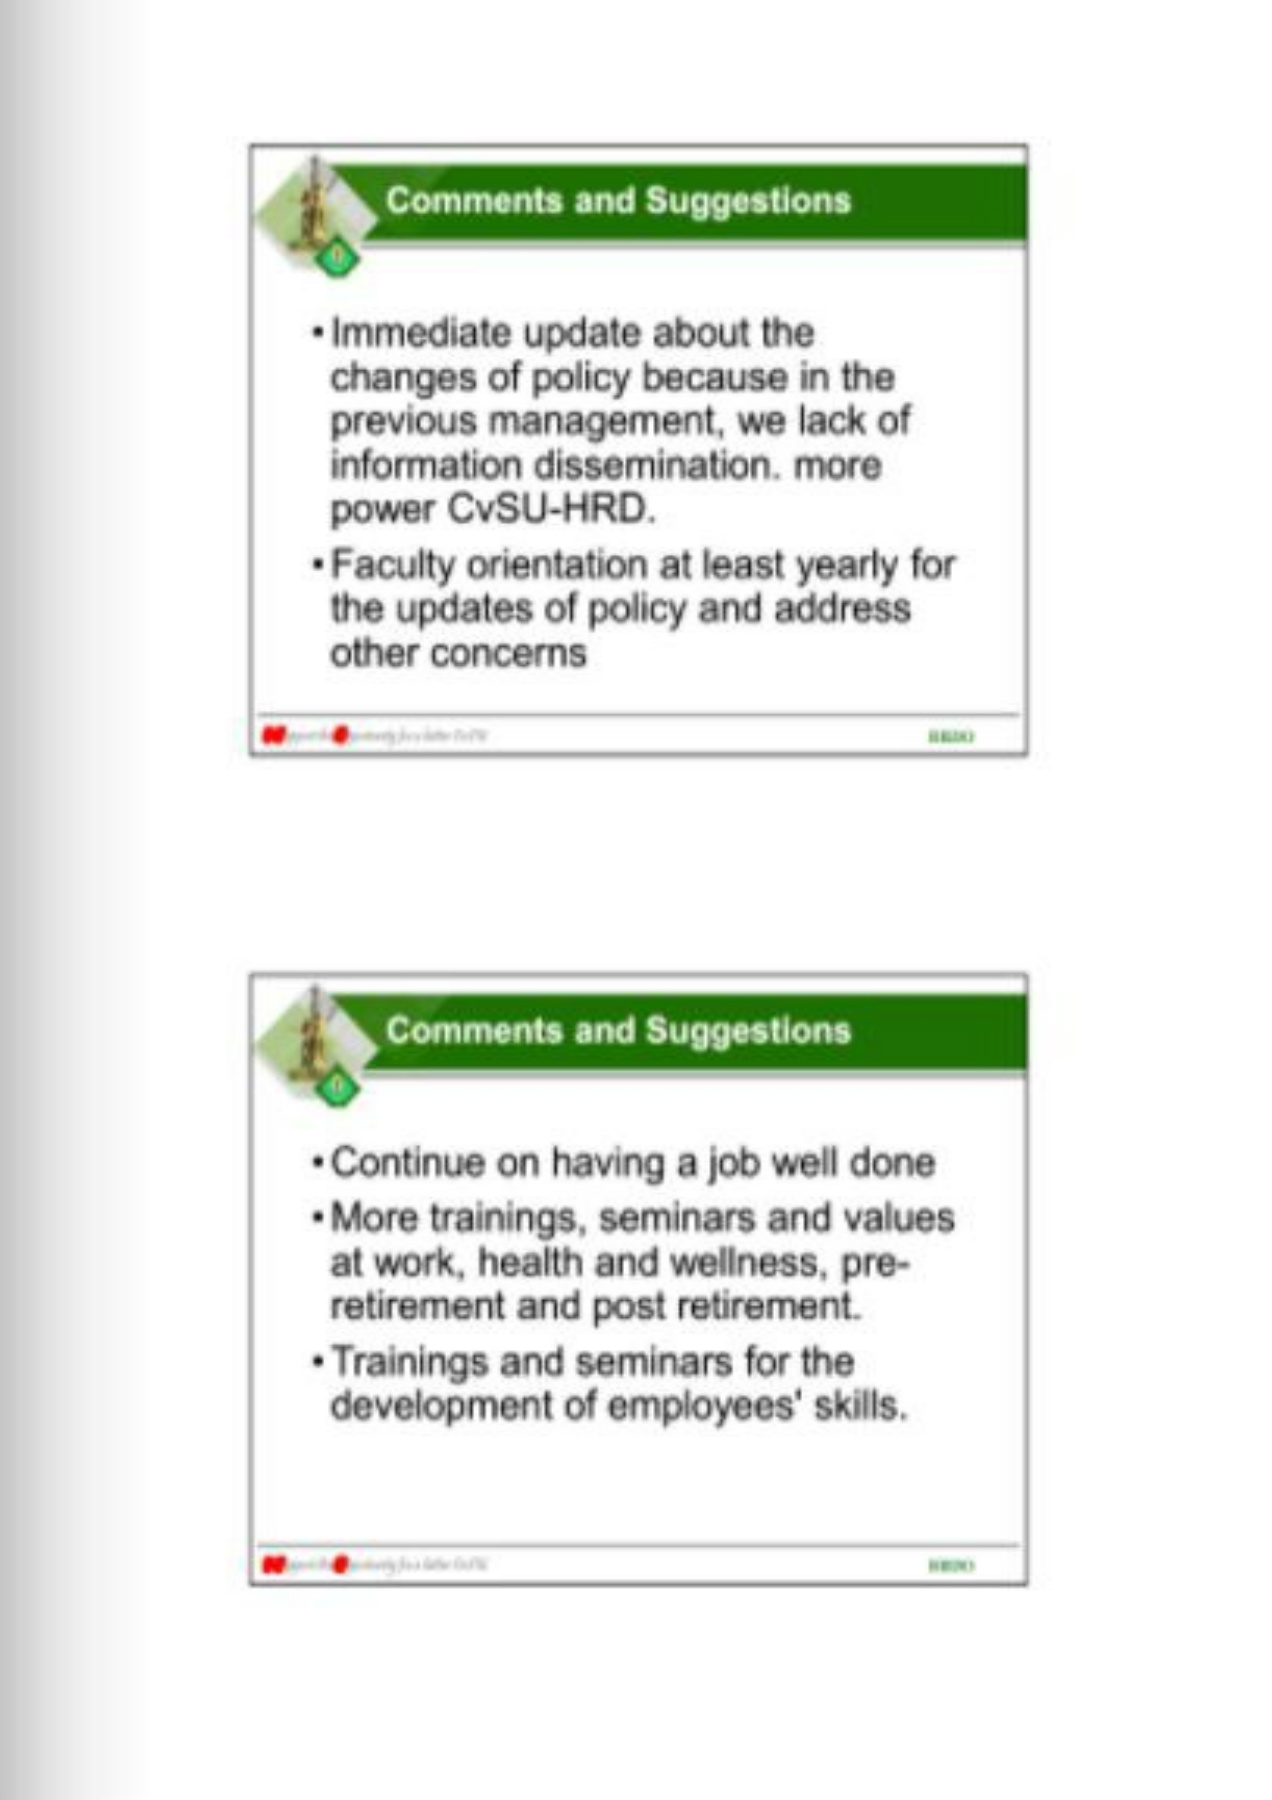 Comments and Suggestions
• Immediate update about the
changes of policy because in the
previous management, we lack of
information dissemination. more
power CvSU-HRD.
• Faculty orientation at least yearly for
the updates of policy and address
other concerns
HRDO
Comments and Suggestions
• Continue on having a job well done
• More trainings, seminars and values
at work, health and wellness, pre-
retirement and post retirement.
• Trainings and seminars for the
development of employees' skills.
HRDO